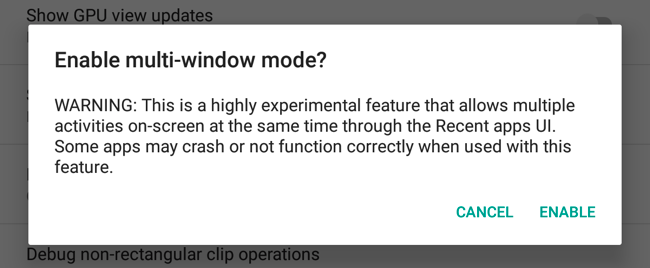 Show GPU view updates
Enable multi-window mode?
WARNING: This is a highly experimental feature that allows multiple
activities on-screen at the same time through the Recent apps UI.
Some apps may crash or not function correctly when used with this
feature.
CANCEL ENABLE
Debug non-rectangular clip operations